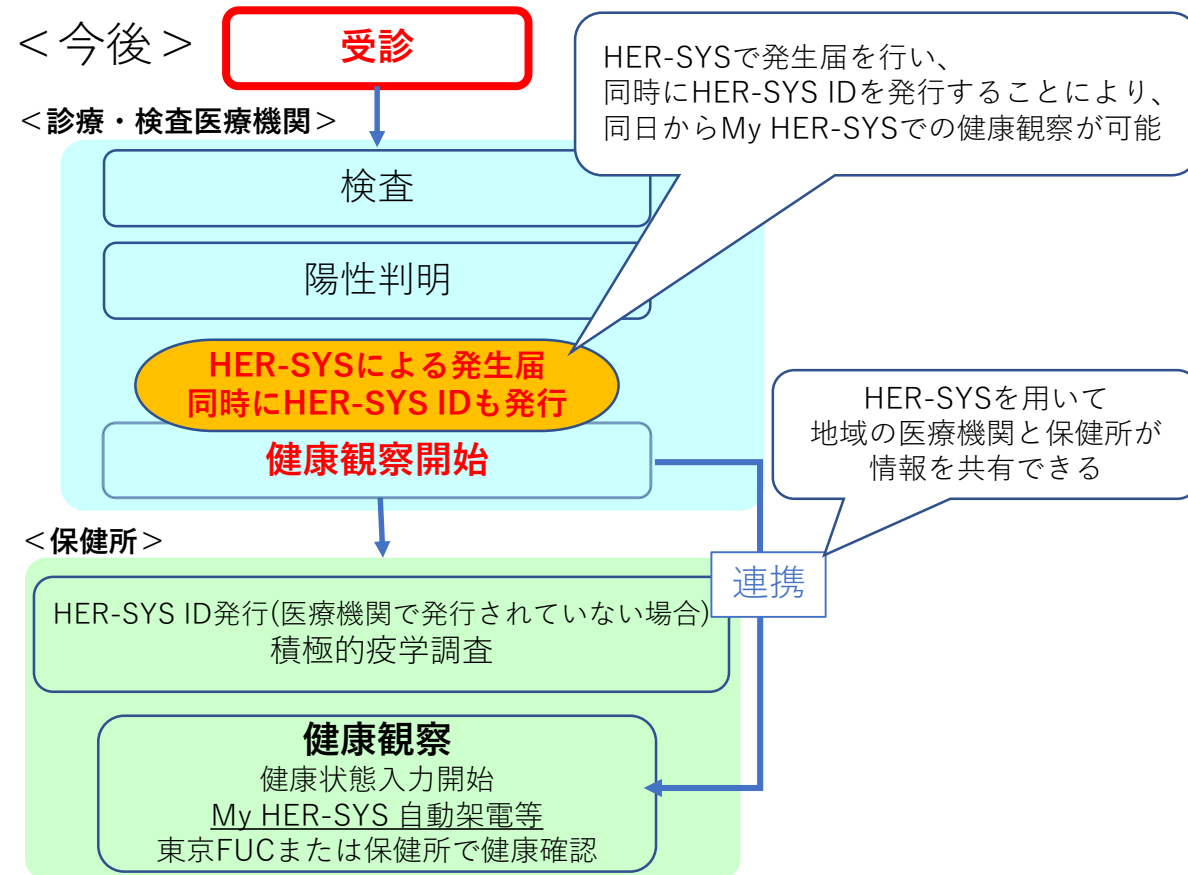 ＜今後＞
受診
HER-SYSで発生届を行い、
同時にHER-SYS IDを発行することにより、
同日からMy HER-SYSでの健康観察が可能
＜診療・検査医療機関＞
検査
陽性判明
HER-SYSによる発生届
同時にHER-SYS IDも発行
健康観察開始
HER-SYSを用いて
地域の医療機関と保健所が
情報を共有できる
＜保健所＞
連携
HER-SYS ID発行(医療機関で発行されていない場合)
積極的疫学調査
健康観察
健康状態入力開始
My HER-SYS 自動架電等
東京FUCまたは保健所で健康確認